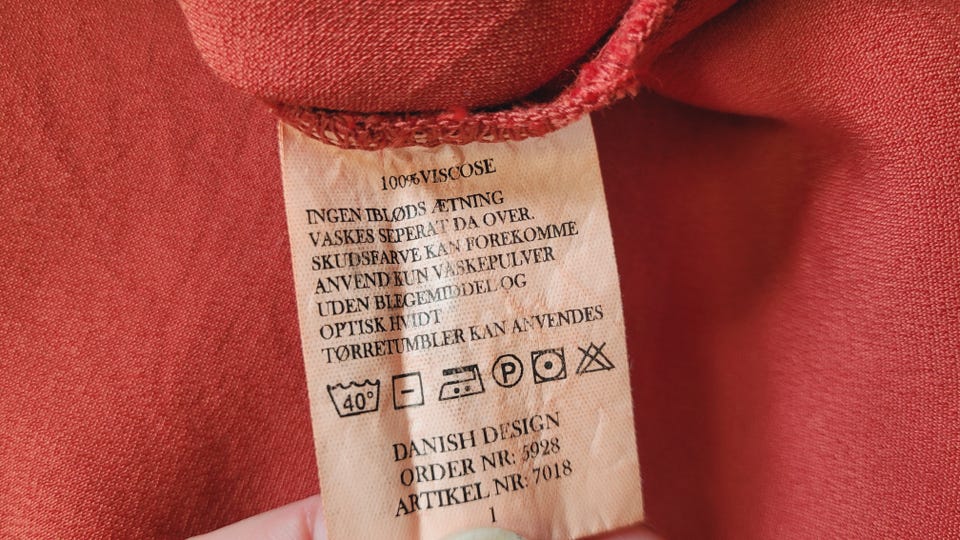 100%VISCOSE
INGEN IBLØDS ÆTNING
VASKES SEPERAT DA OVER.
SKUDSFARVE KAN FOREKOMME
ANVEND KUN VASKEPULVER
UDEN BLEGEMIDDEL OG
OPTISK HVIDT
TØRRETUMBLER KAN ANVENDES
40° P
DANISH DESIGN
ORDER NR: 5928
ARTIKEL NR: 7018
1